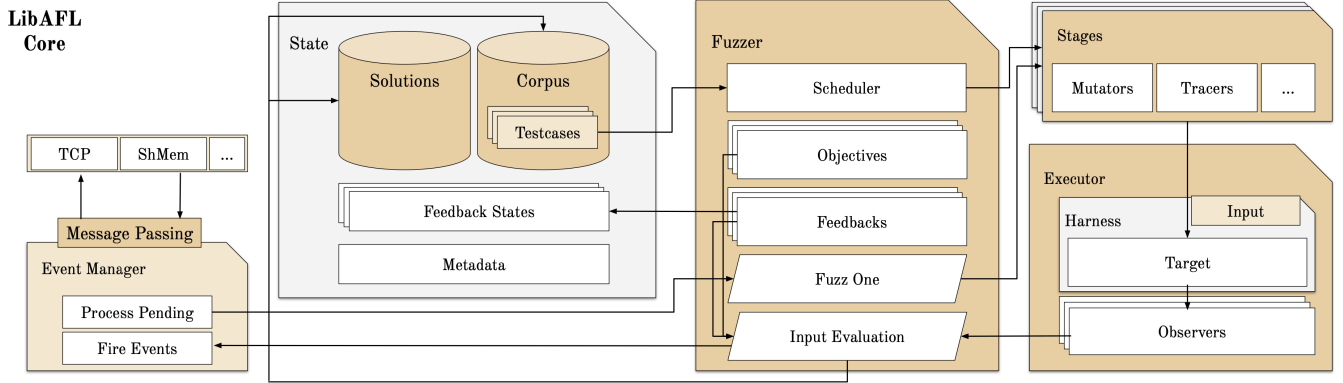 LibAFL
Core
TCP
ShMem
...
Message Passing
Event Manager
Process Pending
Fire Events
State
Solutions
Corpus
Testcases
Feedback States
Metadata
Fuzzer
Scheduler
Objectives
Feedbacks
Fuzz One
Input Evaluation
Stages
Mutators
Tracers
...
Executor
Input
Harness
Target
Observers